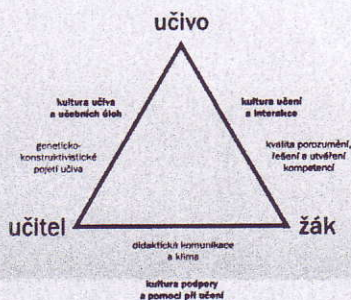 učivo
kultura učiva
a učebních úloh
kultura učení
a interakce
geneticko-
konstruktivistické
pojetí učiva
kvalita porozumění,
řešení a utváření
kompetencí
učitel
žák
didaktická komunikace
a klima
kultura podpory
a pomoci při učení